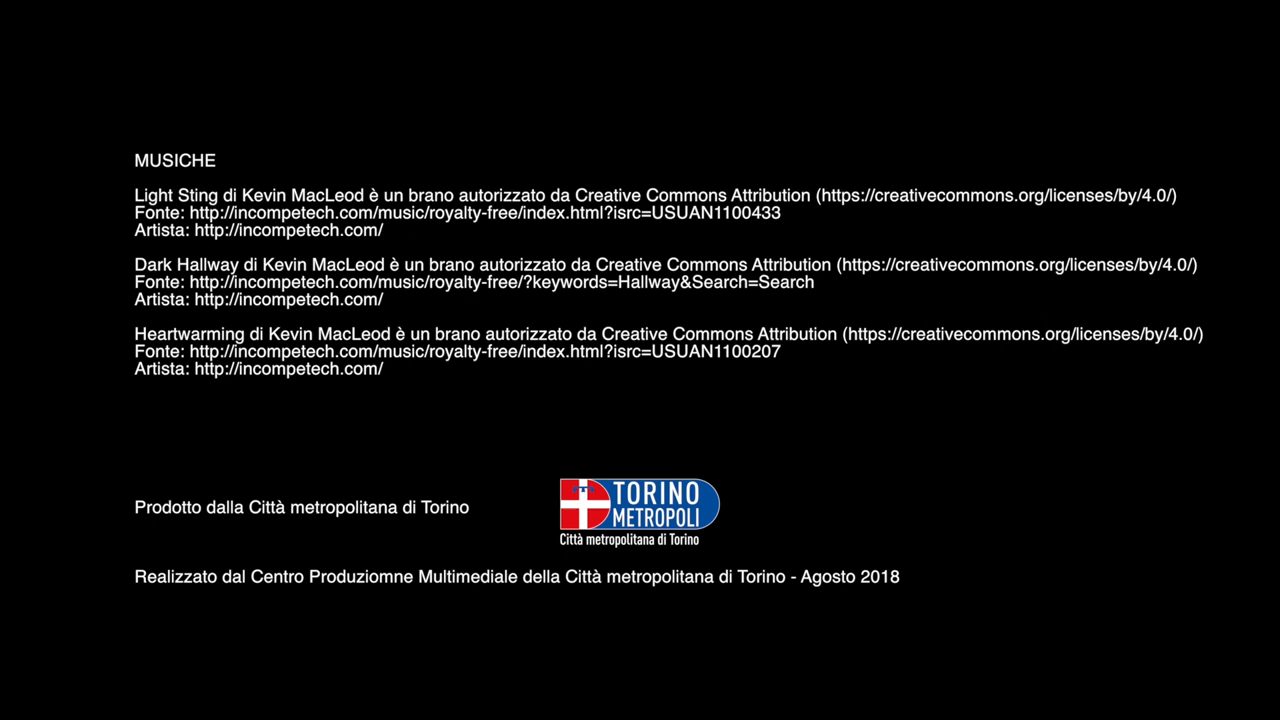 MUSICHE
Light Sting di Kevin MacLeod è un brano autorizzato da Creative Commons Attribution (https://creativecommons.org/licenses/by/4.0/)
Fonte: http://incompetech.com/music/royalty-free/index.html?isrc=USUAN1100433
Artista: http://incompetech.com/
Dark Hallway di Kevin MacLeod è un brano autorizzato da Creative Commons Attribution (https://creativecommons.org/licenses/by/4.0/)
Fonte: http://incompetech.com/music/royalty-free/?keywords=Hallway&Search=Search
Artista: http://incompetech.com/
Heartwarming di Kevin MacLeod è un brano autorizzato da Creative Commons Attribution (https://creativecommons.org/licenses/by/4.0/)
Fonte: http://incompetech.com/music/royalty-free/index.html?isrc=USUAN1100207
Artista: http://incompetech.com/
Prodotto dalla Città metropolitana di Torino
TORINO
METROPOLI
Città metropolitana di Torino
Realizzato dal Centro Produziomne Multimediale della Città metropolitana di Torino - Agosto 2018